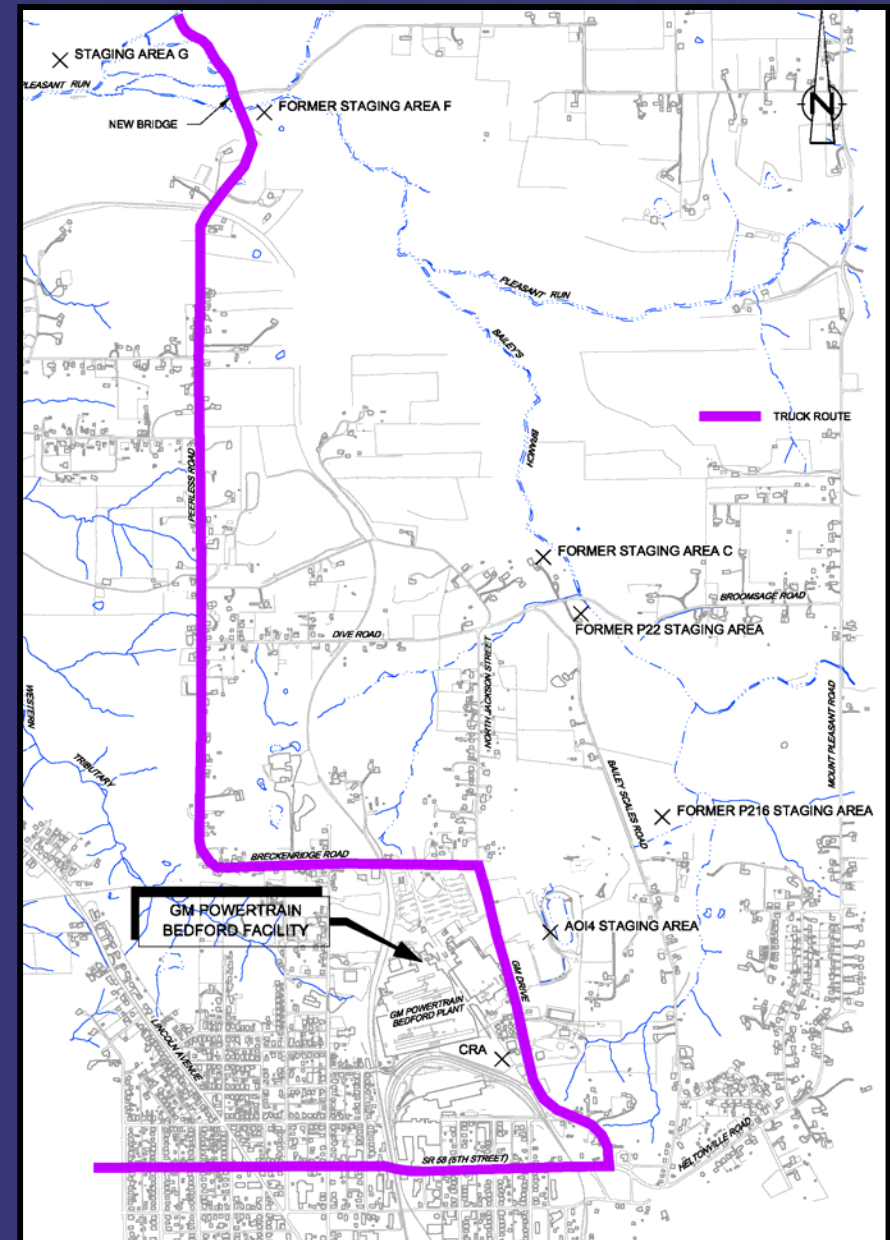 STAGING AREA G
PLEASANT RUN
NEW BRIDGE
FORMER STAGING AREA F
N
PLEASANT RUN
BAILEY'S
BRANCH
TRUCK ROUTE
PEERLESS ROAD
FORMER STAGING AREA C
BROOMSAGE ROAD
FORMER P22 STAGING AREA
DIVE ROAD
NORTH JACKSON STREET
WESTERN
TRIBUTARY
MOUNT PLEASANT ROAD
BAILEY SCALES ROAD
FORMER P216 STAGING AREA
BRECKENRIDGE ROAD
GM POWERTRAIN
BEDFORD FACILITY
AOI4 STAGING AREA
GM DRIVE
GM POWERTRAIN
BEDFORD PLANT
CRA
LINCOLN AVENUE
HELTONVILLE ROAD
SR 58 (5TH STREET)